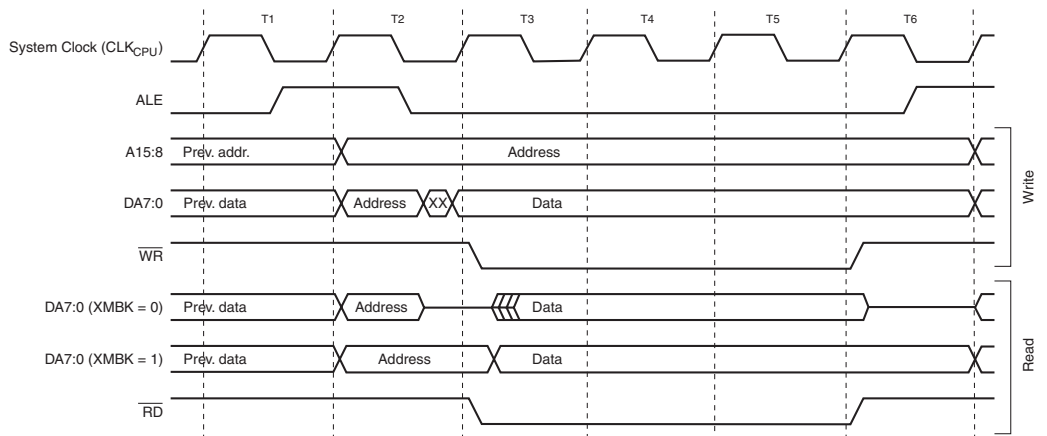 T1 T2 T3 T4 T5 T6
System Clock (CLKCPU)
ALE
A15:8 Prev. addr. Address
DA7:0 Prev. data Address XX Data
WR
Write
DA7:0 (XMBK = 0) Prev. data Address Data
DA7:0 (XMBK = 1) Prev. data Address Data
RD
Read